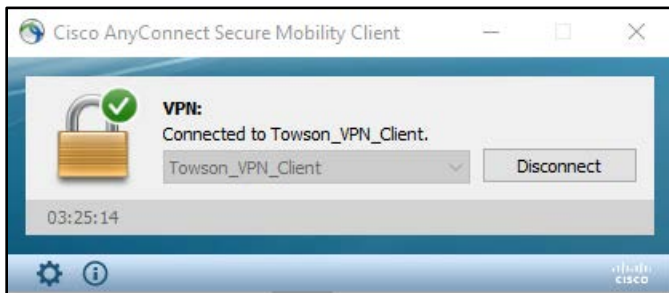 Cisco AnyConnect Secure Mobility Client
VPN:
Connected to Towson_VPN_Client.
Towson_VPN_Client
Disconnect
03:25:14
cisco